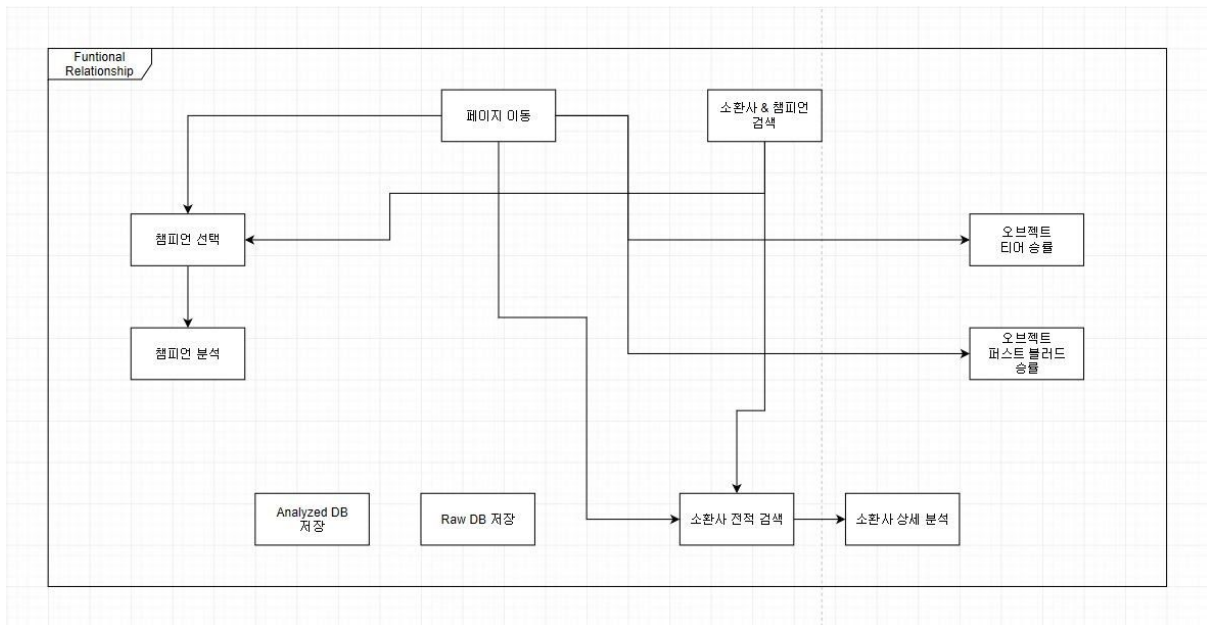 Funtional
Relationship
페이지 이동
소환사 & 챔피언
검색
챔피언 선택
오브젝트
티어 승률
챔피언 분석
오브젝트
퍼스트 블러드
승률
Analyzed DB
저장
Raw DB 저장
소환사 전적 검색
소환사 상세 분석